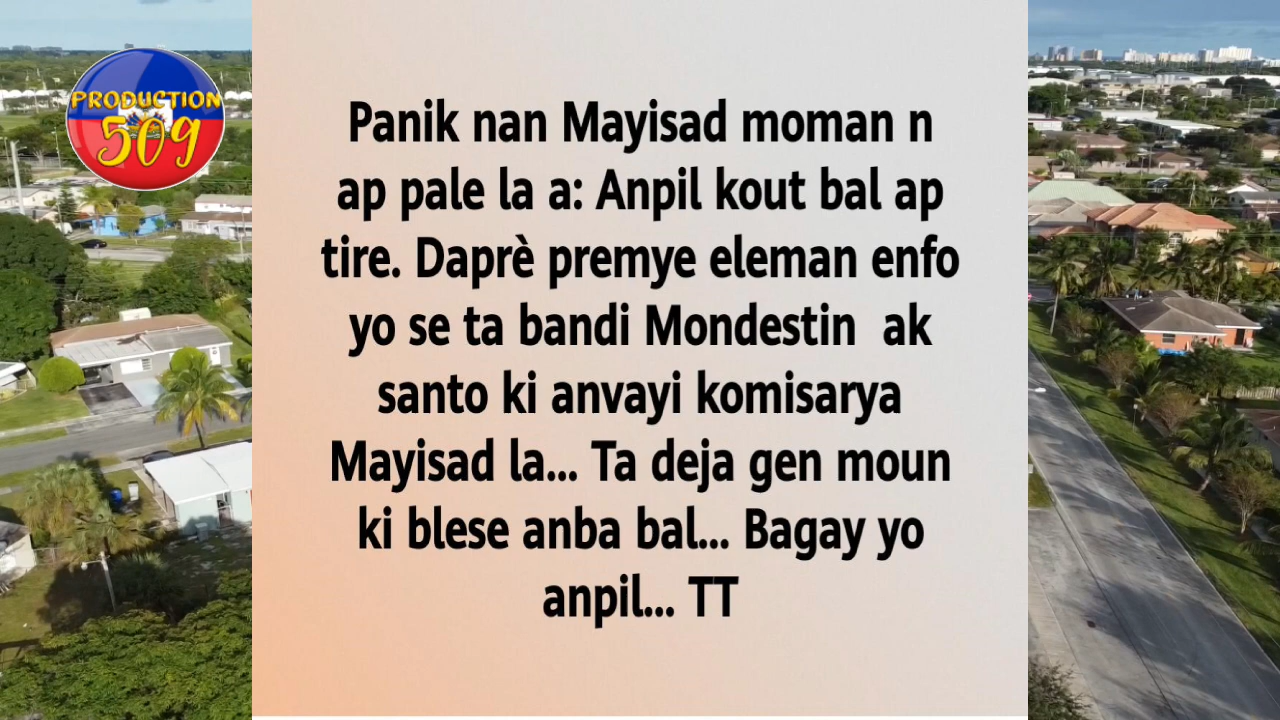 PRODUCTION
509
Panik nan Mayisad moman n
ap pale la a: Anpil kout bal ap
tire. Daprè premye eleman enfo
yo se ta bandi Mondestin ak
santo ki anvayi komisarya
Mayisad la... Ta deja gen moun
ki blese anba bal... Bagay yo
anpil... TT